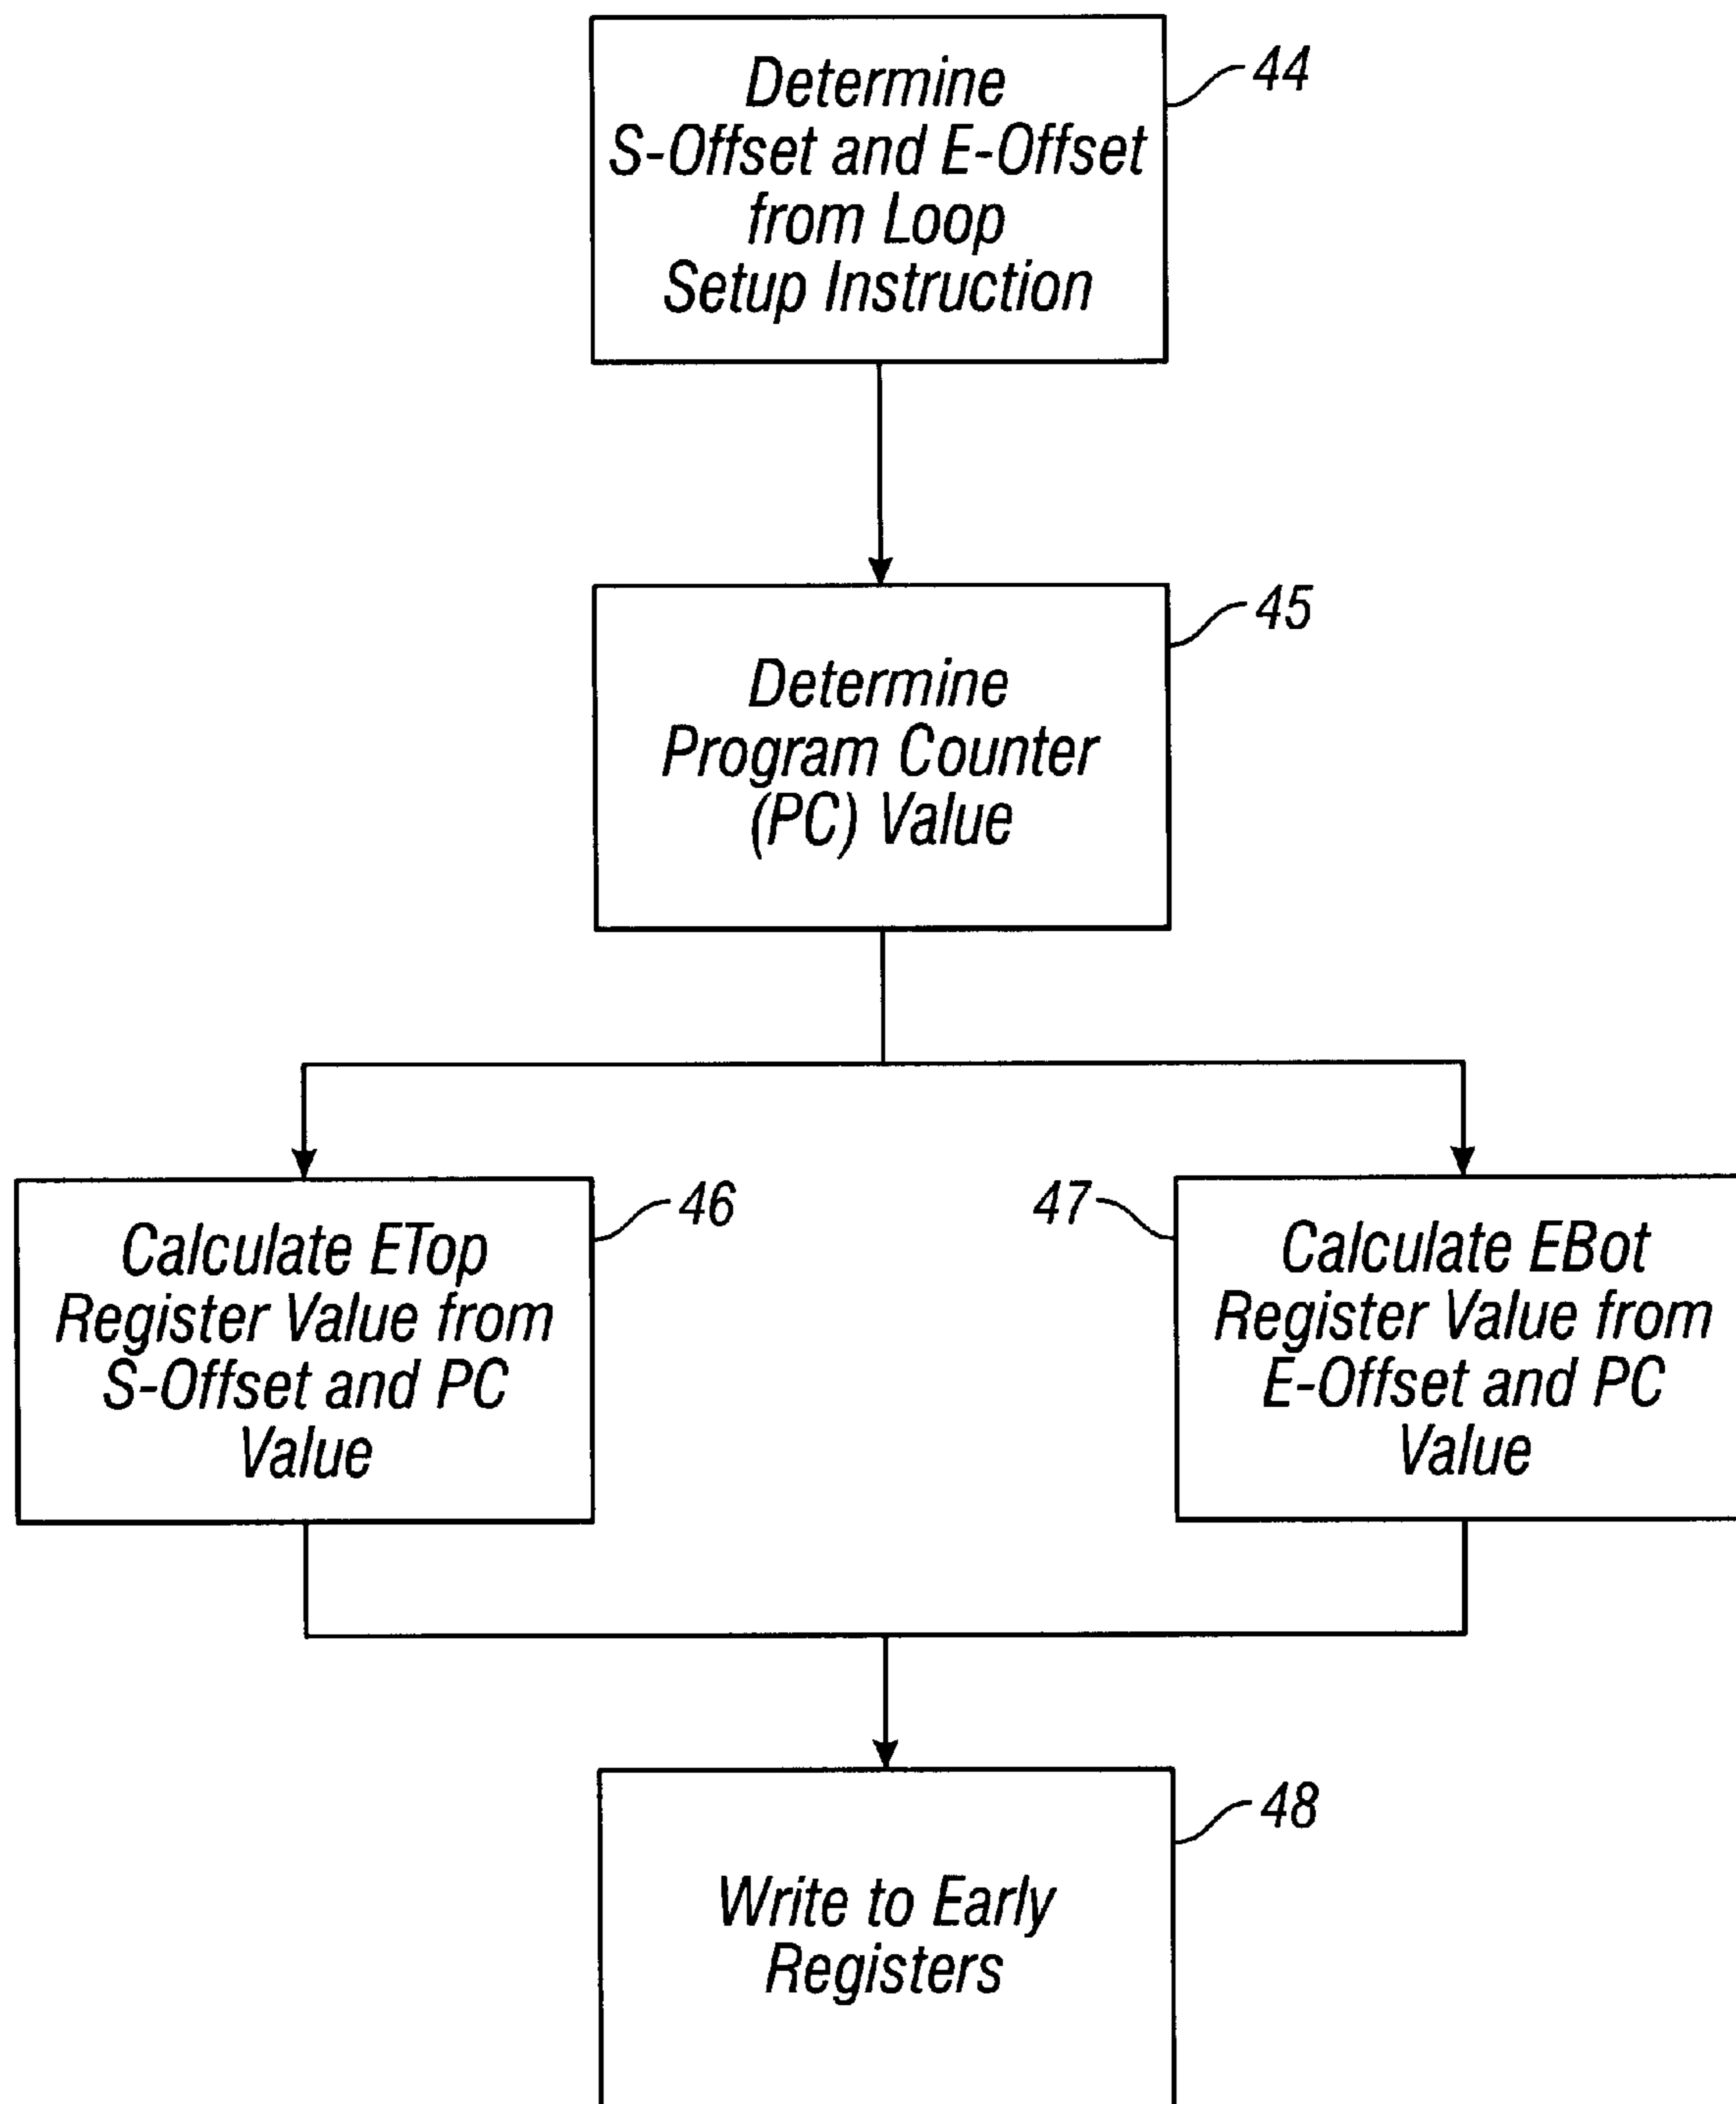 Determine
S-Offset and E-Offset
from Loop
Setup Instruction
44
Determine
Program Counter
(PC) Value
45
Calculate ETop
Register Value from
S-Offset and PC
Value
46
47
Calculate EBot
Register Value from
E-Offset and PC
Value
Write to Early
Registers
48